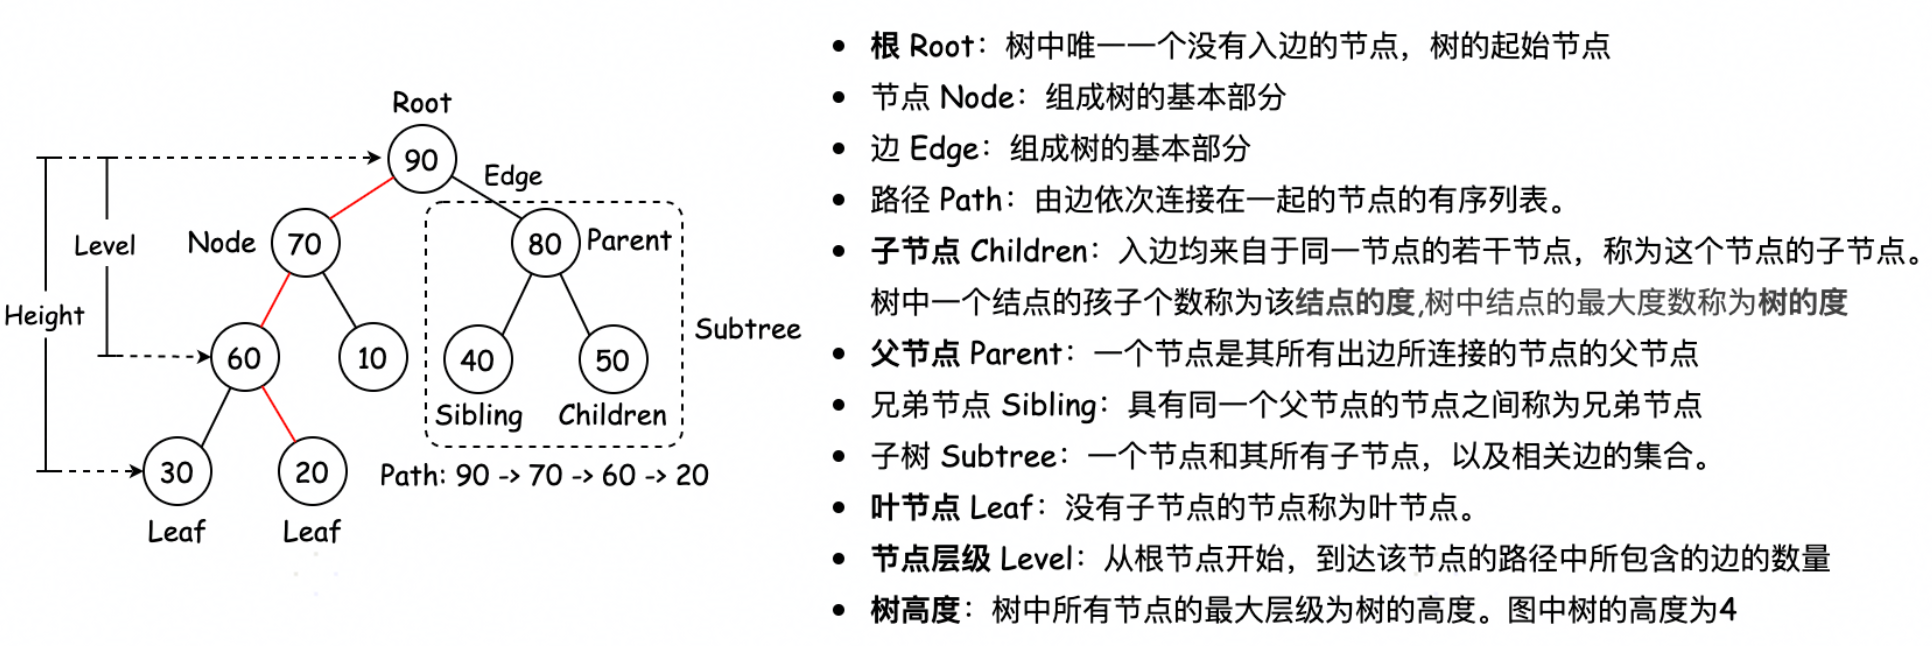 Root
90
Edge
Level
Node
70
80
Parent
Height
60
10
40
50
Subtree
Sibling
Children
30
20
Path: 90 -> 70 -> 60 -> 20
Leaf
Leaf
• 根 Root：树中唯一一个没有入边的节点，树的起始节点
• 节点 Node：组成树的基本部分
• 边 Edge：组成树的基本部分
• 路径 Path：由边依次连接在一起的节点的有序列表。
• 子节点 Children：入边均来自于同一节点的若干节点，称为这个节点的子节点。
树中一个结点的孩子个数称为该结点的度,树中结点的最大度数称为树的度
• 父节点 Parent：一个节点是其所有出边所连接的节点的父节点
• 兄弟节点 Sibling：具有同一个父节点的节点之间称为兄弟节点
• 子树 Subtree：一个节点和其所有子节点，以及相关边的集合。
• 叶节点 Leaf：没有子节点的节点称为叶节点。
• 节点层级 Level：从根节点开始，到达该节点的路径中所包含的边的数量
• 树高度：树中所有节点的最大层级为树的高度。图中树的高度为4